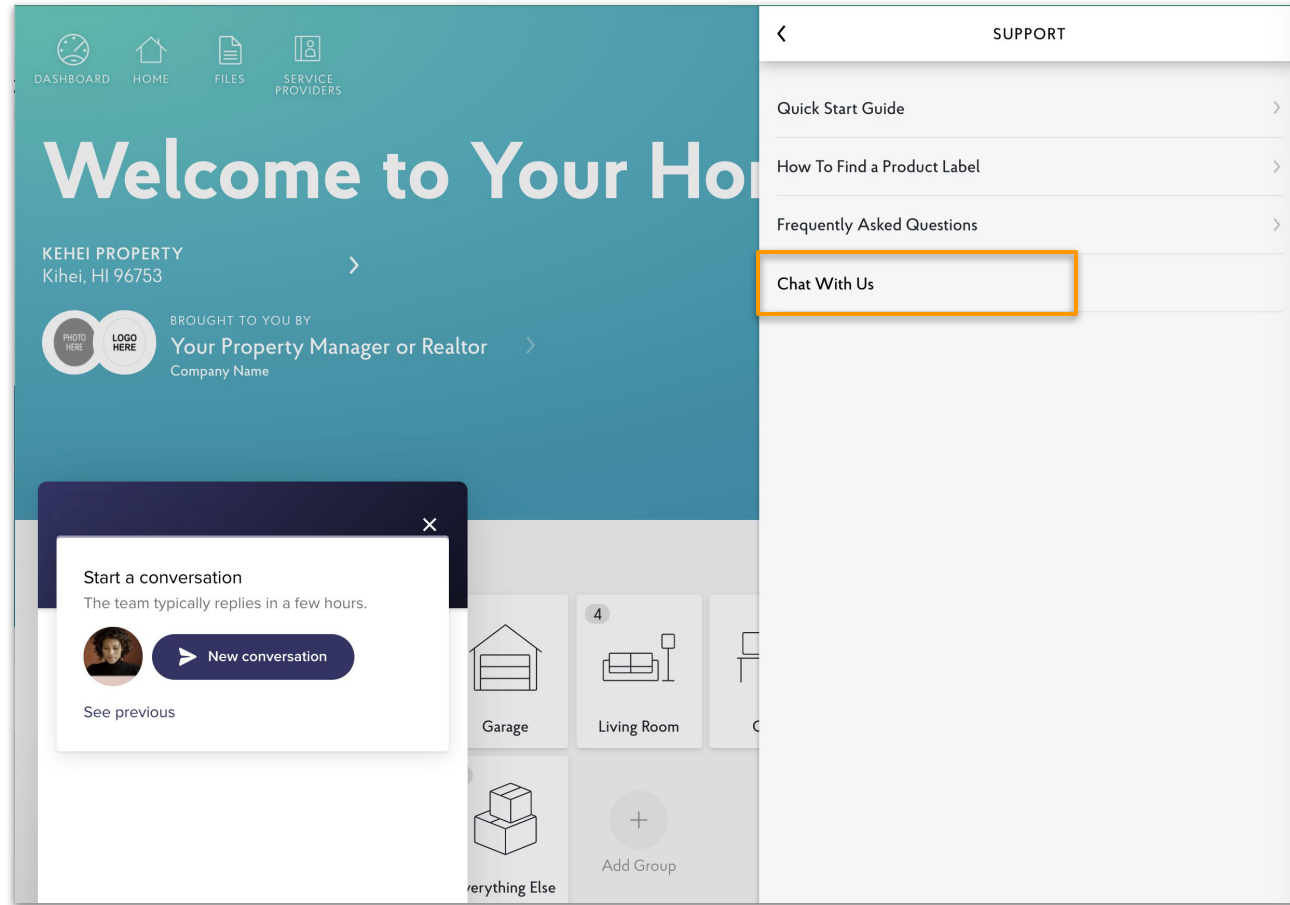 DASHBOARD
HOME
FILES
SERVICE
PROVIDERS
Welcome to Your
KEHEI PROPERTY
Kihei, HI 96753
PHOTO
HERE
LOGO
HERE
BROUGHT TO YOU BY
Your Property Manager or Realtor
Company Name
Start a conversation
The team typically replies in a few hours.
New conversation
See previous
Garage
4
Living Room
Add Group
SUPPORT
Quick Start Guide
How To Find a Product Label
Frequently Asked Questions
Chat With Us